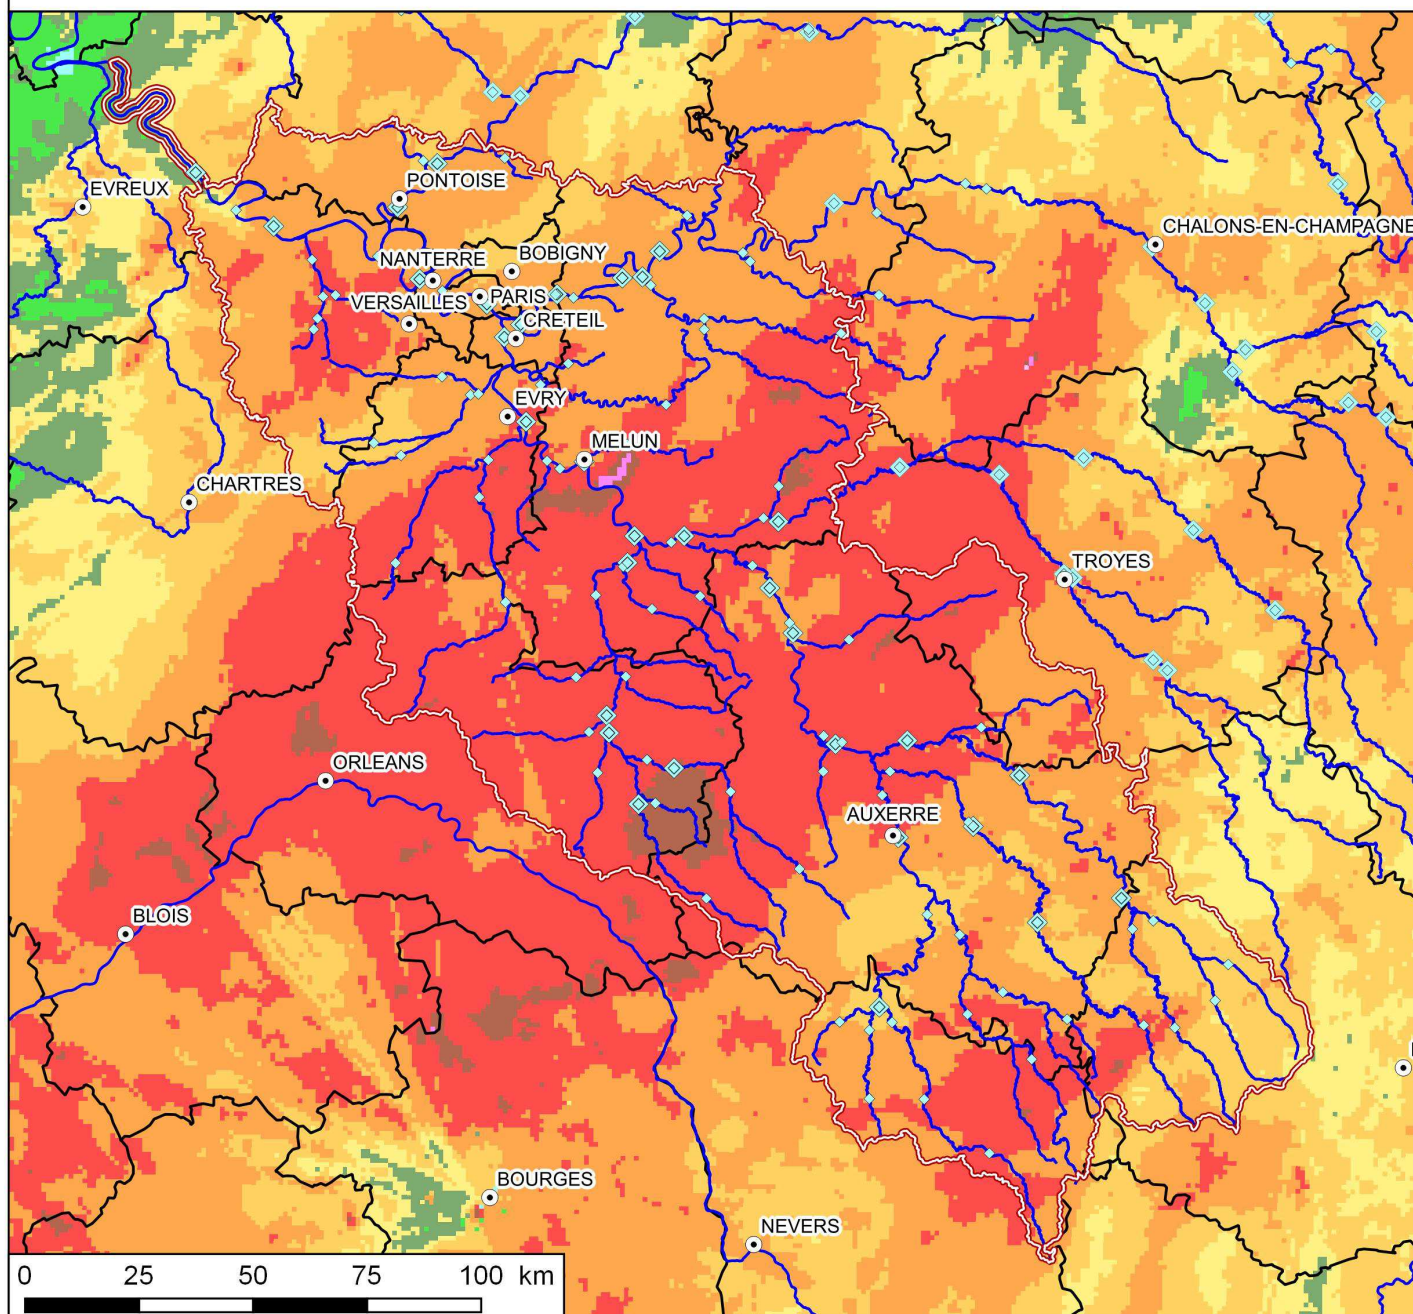 EVREUX
PONTOISE
CHALONS-EN-CHAMPAGNE
NANTERRE
BOBIGNY
VERSAILLES
PARIS
CRETEIL
EVRY
MELUN
CHARTRES
TROYES
ORLEANS
AUXERRE
BLOIS
BOURGES
NEVERS
0 25 50 75 100 km